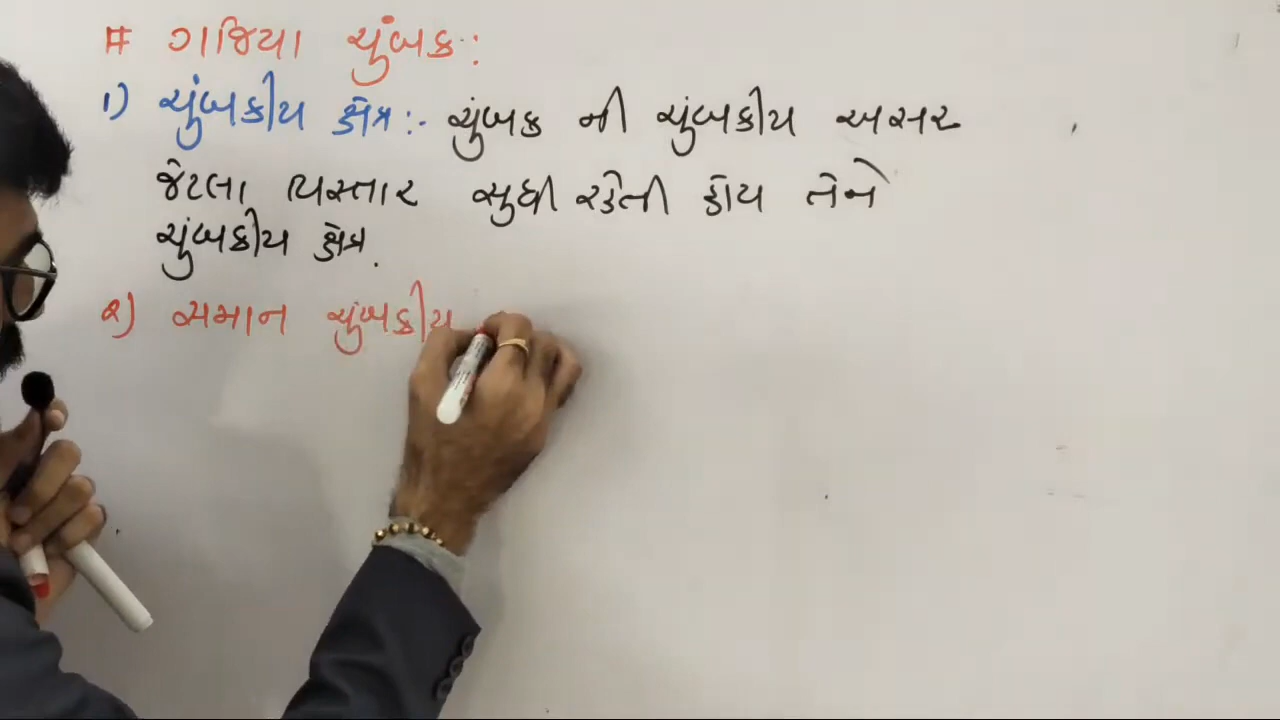 # ગજિયા ચુંબક :
૧) ચુંબકીય ક્ષેત્ર :- ચુંબક ની ચુંબકીય અસર
જેટલા વિસ્તાર સુધી રહેતી હોય તેને
ચુંબકીય ક્ષેત્ર.
૨) સમાન ચુંબકીય